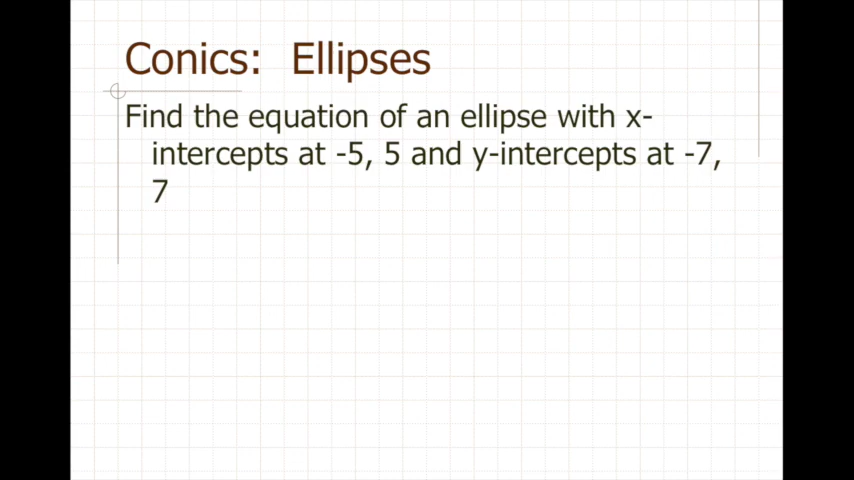 Conics: Ellipses
Find the equation of an ellipse with x-
intercepts at -5, 5 and y-intercepts at -7,
7